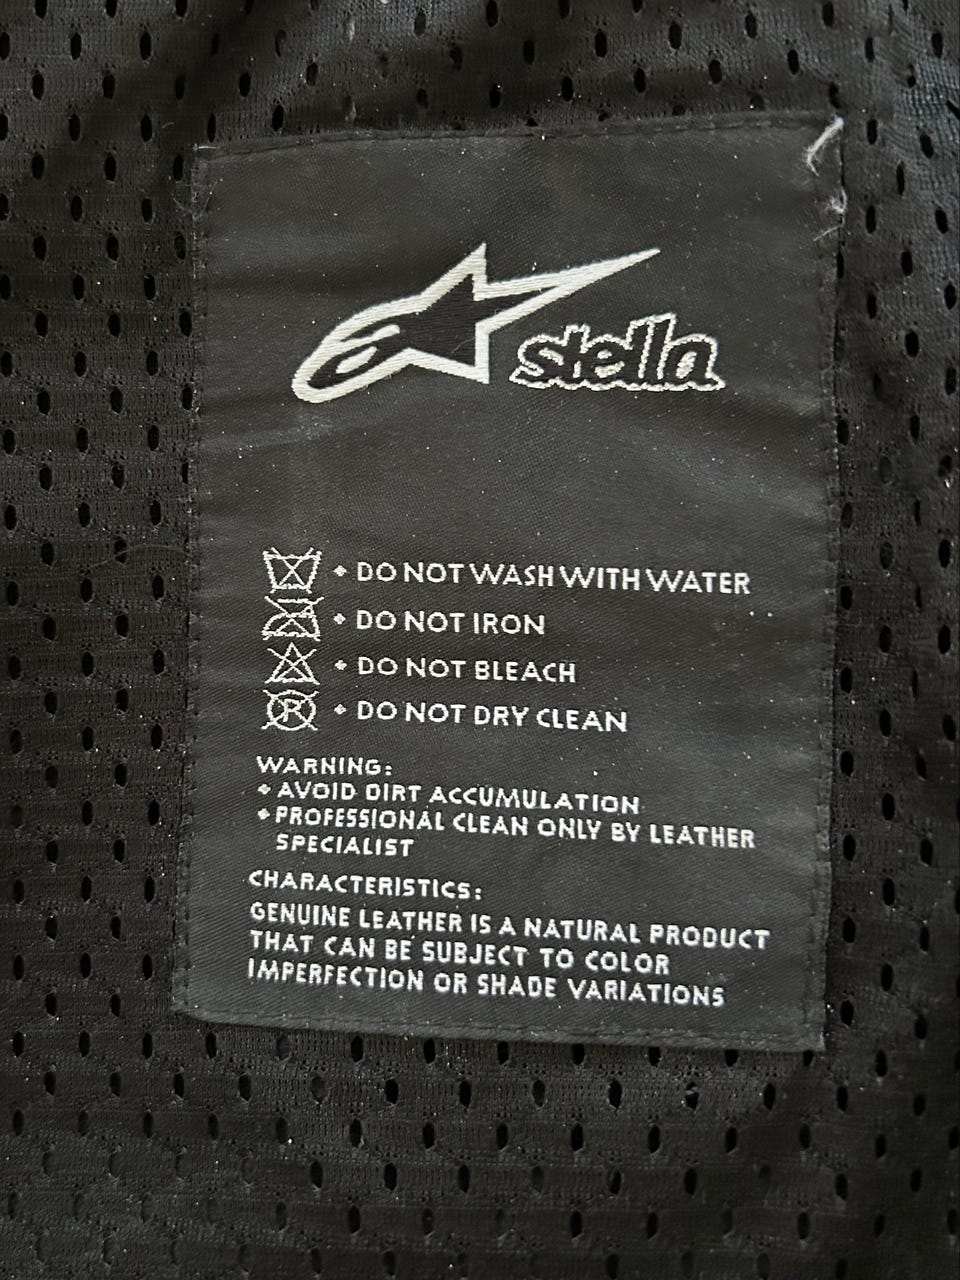 stella
• DO NOT WASH WITH WATER
• DO NOT IRON
• DO NOT BLEACH
R • DO NOT DRY CLEAN
WARNING:
• AVOID DIRT ACCUMULATION
• PROFESSIONAL CLEAN ONLY BY LEATHER
SPECIALIST
CHARACTERISTICS:
GENUINE LEATHER IS A NATURAL PRODUCT
THAT CAN BE SUBJECT TO COLOR
IMPERFECTION OR SHADE VARIATIONS